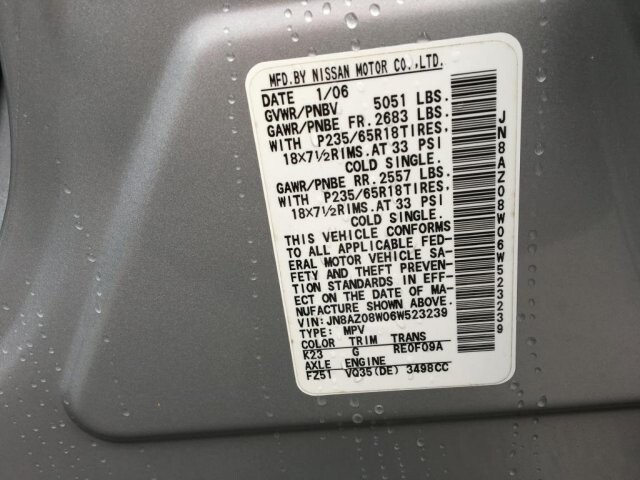 MFD.BY NISSAN MOTOR CO.,LTD.
DATE 1/06
GVWR/PNBV 5051 LBS.
GAWR/PNBE FR. 2683 LBS.
WITH P235/65R18TIRES,
18X7½RIMS.AT 33 PSI
COLD SINGLE.
GAWR/PNBE RR. 2557 LBS.
WITH P235/65R18TIRES,
18X7½RIMS.AT 33 PSI
COLD SINGLE.
THIS VEHICLE CONFORMS
TO ALL APPLICABLE FED-
ERAL MOTOR VEHICLE SA-
FETY AND THEFT PREVEN-
TION STANDARDS IN EFF-
ECT ON THE DATE OF MA-
NUFACTURE SHOWN ABOVE.
VIN:JN8AZ08W06W523239
TYPE: MPV
COLOR TRIM TRANS
K23 G RE0F09A
AXLE ENGINE
FZ51 VQ35(DE) 3498CC
JN8AZ08W06W523239